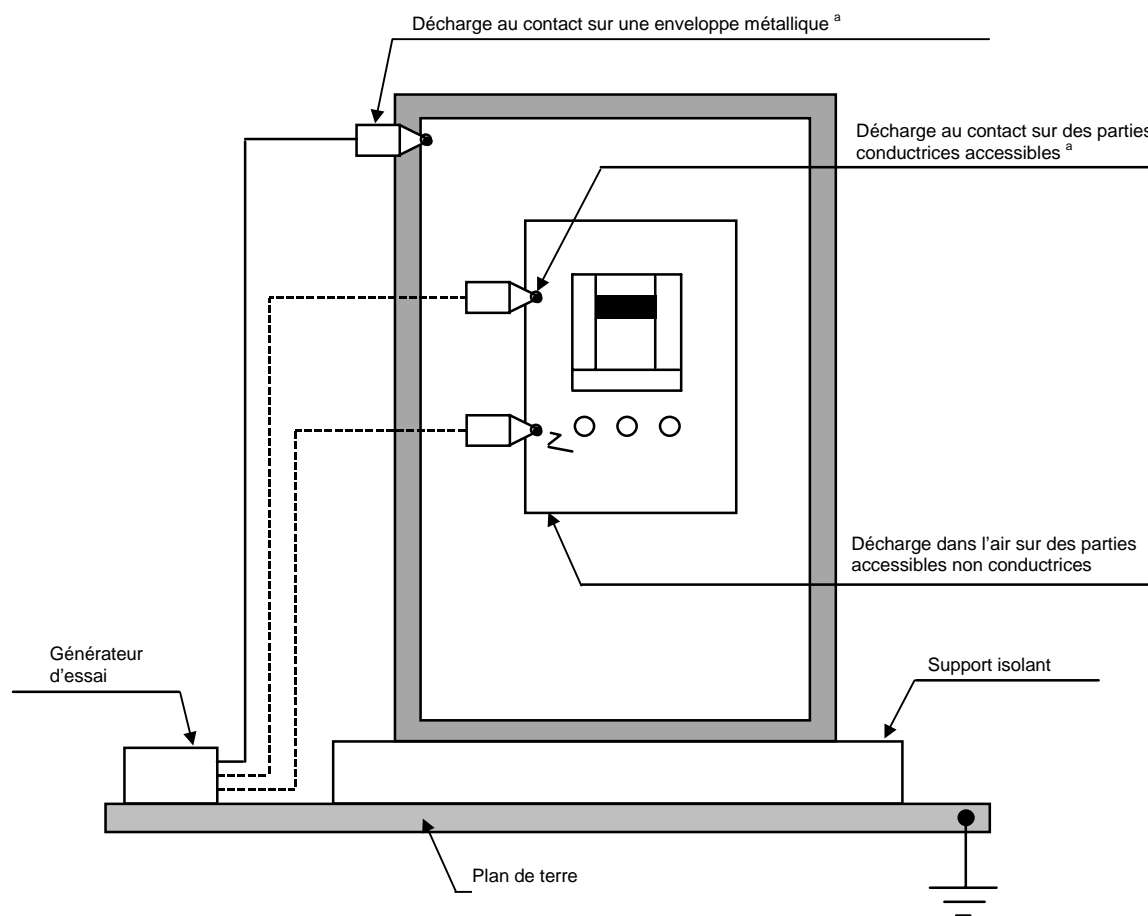 Décharge au contact sur une enveloppe métallique a
Décharge au contact sur des parties
conductrices accessibles a
Décharge dans l'air sur des parties
accessibles non conductrices
Générateur
d'essai
Support isolant
Plan de terre